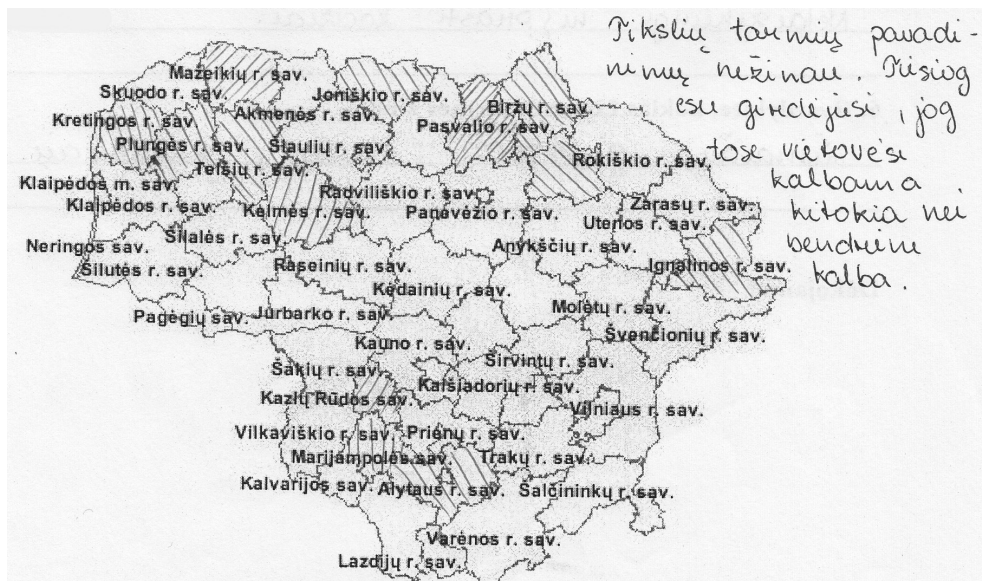 Tikslių tarmių pavadi-
nimų nežinau. Tiesiog
esu girdėjusi, jog
tose vietovėse
kalbama
kitokia nei
bendrine
kalba.
Mažeikių r. sav.
Skuodo r. sav.
Joniškio r. sav.
Akmenės r. sav.
Biržų r. sav.
Kretingos r. sav.
Pasvalio r. sav.
Plungės r. sav.
Šiaulių r. sav.
Rokiškio r. sav.
Telšių r. sav.
Klaipėdos m. sav.
Radviliškio r. sav.
Klaipėdos r. sav.
Kelmės r. sav.
Panevėžio r. sav.
Zarasų r. sav.
Utenos r. sav.
Neringos sav.
Šilalės r. sav.
Anykščių r. sav.
Šilutės r. sav.
Raseinių r. sav.
Ignalinos r. sav.
Kėdainių r. sav.
Molėtų r. sav.
Pagėgių sav.
Jurbarko r. sav.
Švenčionių r. sav.
Kauno r. sav.
Širvintų r. sav.
Šakių r. sav.
Kaišiadorių r. sav.
Kazlų Rūdos sav.
Vilniaus r. sav.
Vilkaviškio r. sav.
Prienų r. sav.
Marijampolės sav.
Trakų r. sav.
Kalvarijos sav.
Alytaus r. sav.
Šalčininkų r. sav.
Varėnos r. sav.
Lazdijų r. sav.